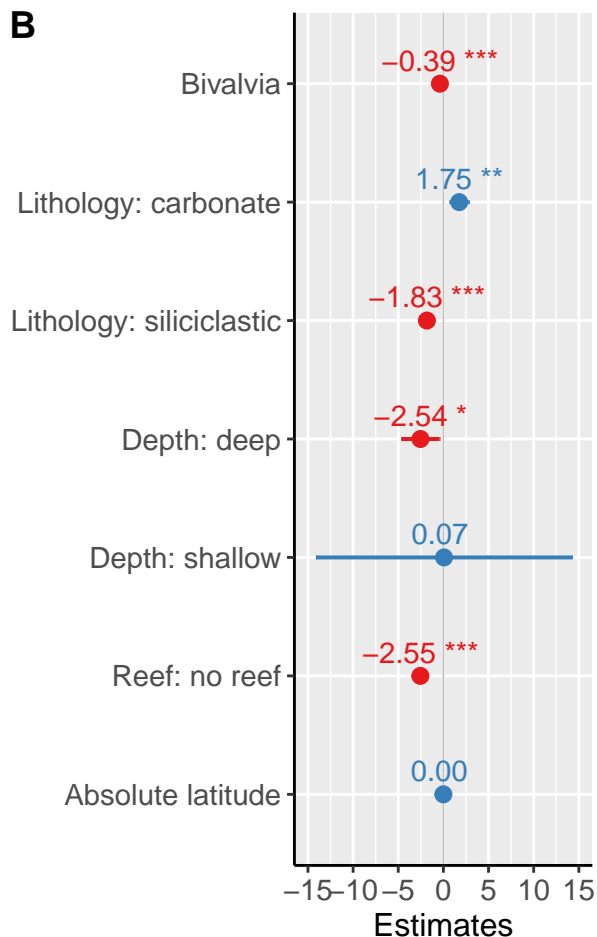 B
−0.39 ***
Bivalvia
1.75 **
Lithology: carbonate
−1.83 ***
Lithology: siliciclastic
−2.54 *
Depth: deep
0.07
Depth: shallow
−2.55 ***
Reef: no reef
0.00
Absolute latitude
−15 −10 −5 0 5 10 15
Estimates